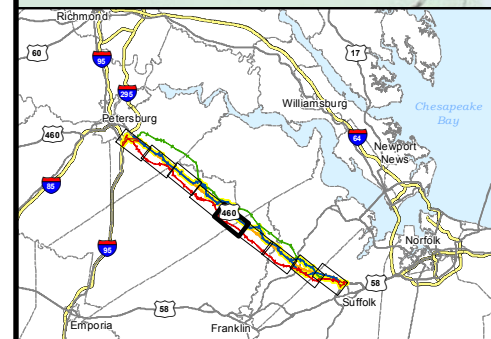 Richmond
60
95
17
295
Williamsburg
Chesapeake
Bay
Petersburg
460
64
Newport
News
85
460
95
Norfolk
58
Suffolk
58
Emporia
Franklin